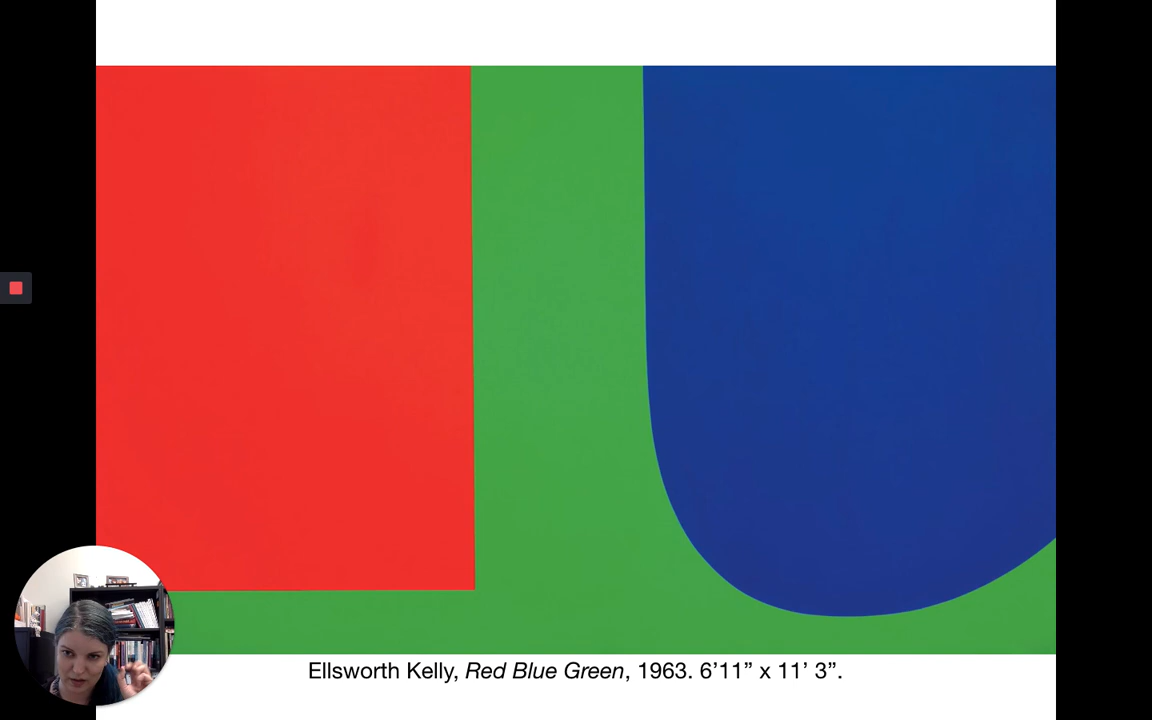 Ellsworth Kelly, Red Blue Green, 1963. 6’11” x 11’ 3”.